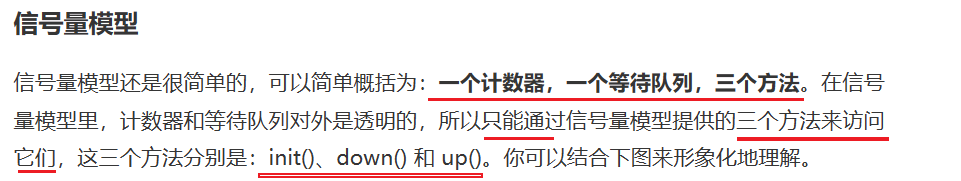 信号量模型
信号量模型还是很简单的，可以简单概括为：一个计数器，一个等待队列，三个方法。在信号
量模型里，计数器和等待队列对外是透明的，所以只能通过信号量模型提供的三个方法来访问
它们，这三个方法分别是：init()、down() 和 up()。你可以结合下图来形象化地理解。